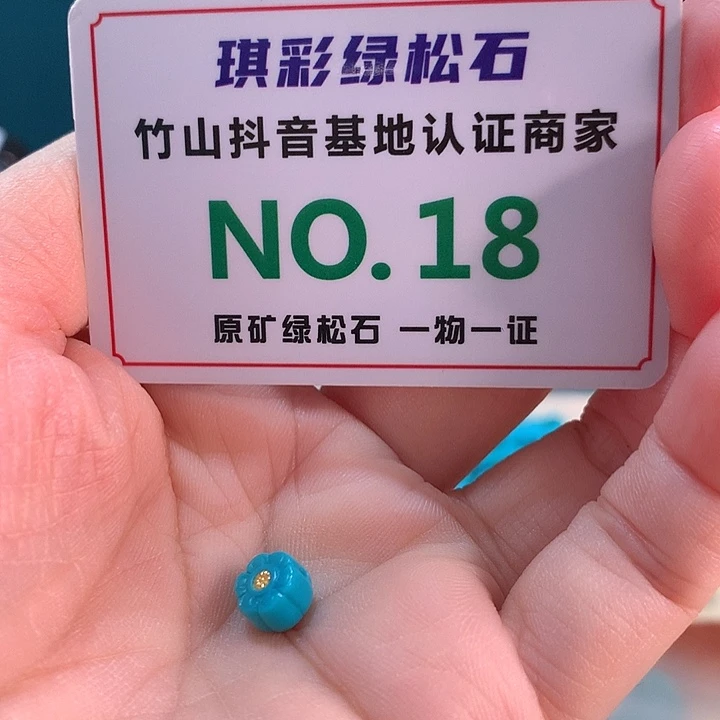 琪彩绿松石
竹山抖音基地认证商家
NO.18
原矿绿松石 一物一证